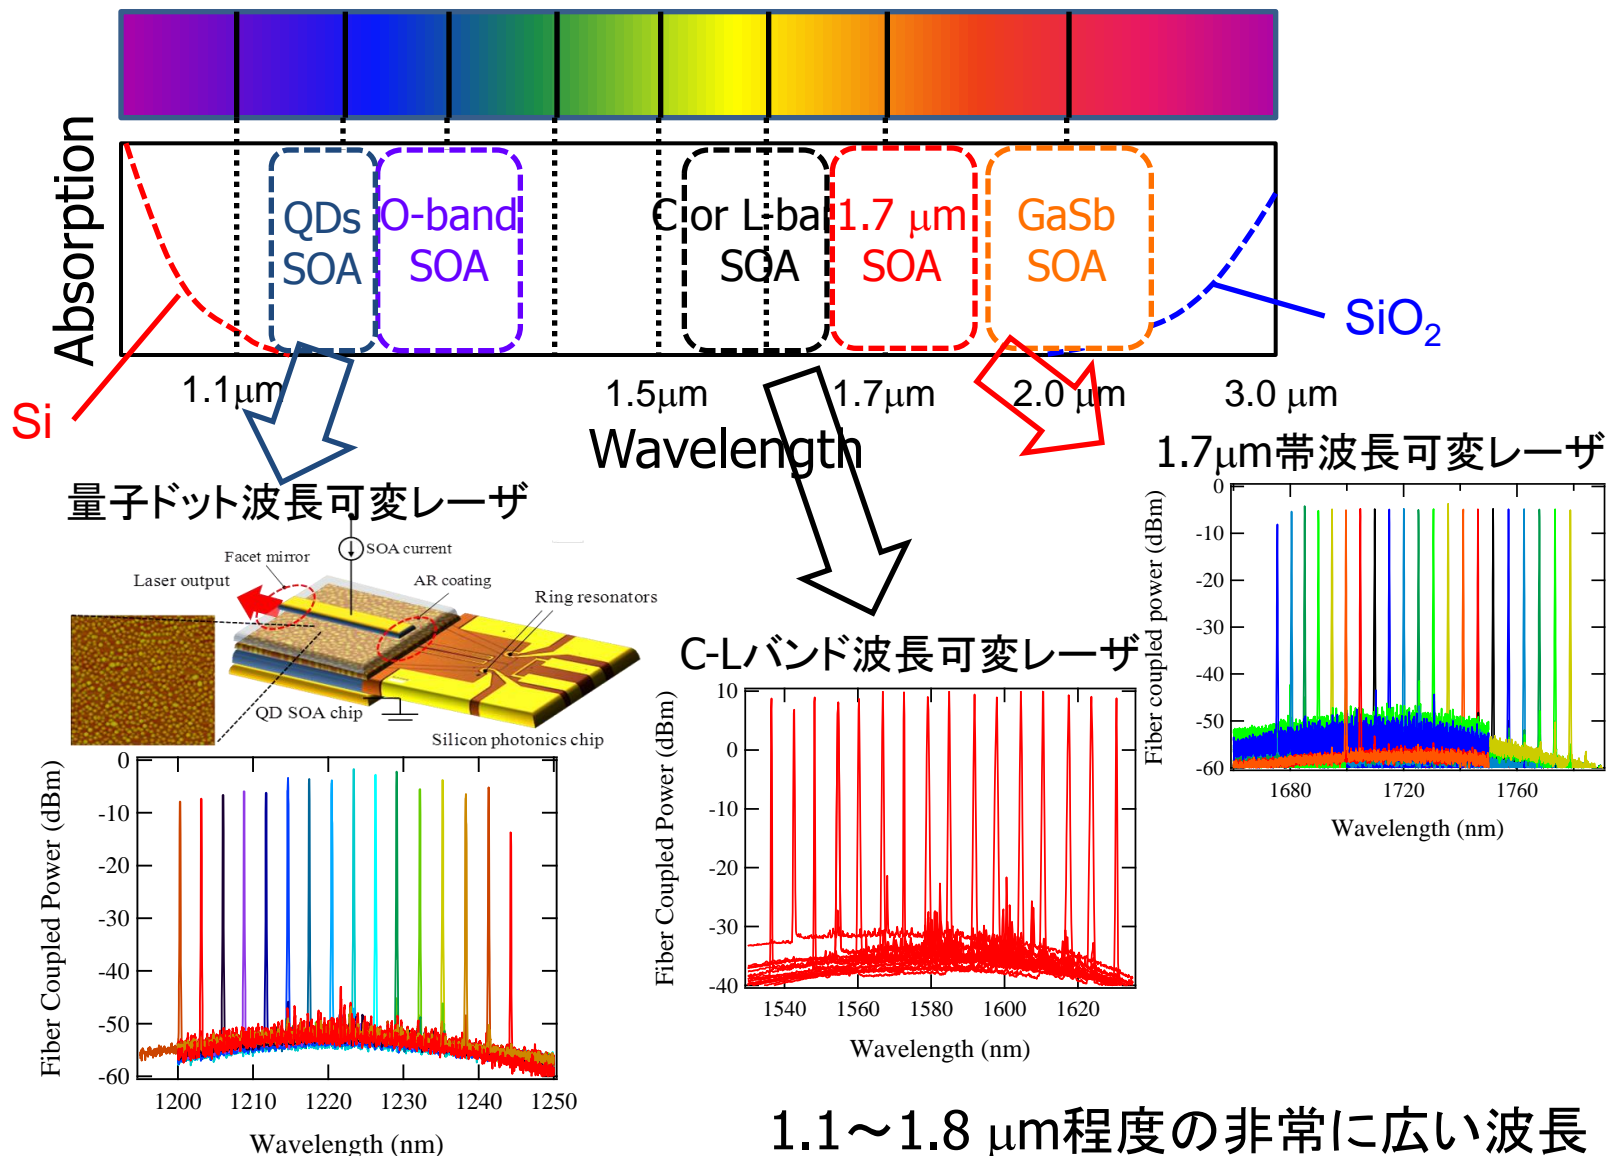 Absorption
QDs
SOA
O-band
SOA
C or L-ba
SOA
1.7 μm
SOA
GaSb
SOA
Si
SiO2
1.1μm
1.5μm
1.7μm
2.0 μm
3.0 μm
Wavelength
量子ドット波長可変レーザ
SOA current
Facet mirror
Laser output
AR coating
Ring resonators
QD SOA chip
Silicon photonics chip
Fiber Coupled Power (dBm)
0
-10
-20
-30
-40
-50
-60
1200 1210 1220 1230 1240 1250
Wavelength (nm)
C-Lバンド波長可変レーザ
Fiber Coupled Power (dBm)
10
0
-10
-20
-30
-40
1540 1560 1580 1600 1620
Wavelength (nm)
1.7μm帯波長可変レーザ
Fiber coupled power (dBm)
0
-10
-20
-30
-40
-50
-60
1680 1720 1760
Wavelength (nm)
1.1～1.8 μm程度の非常に広い波長